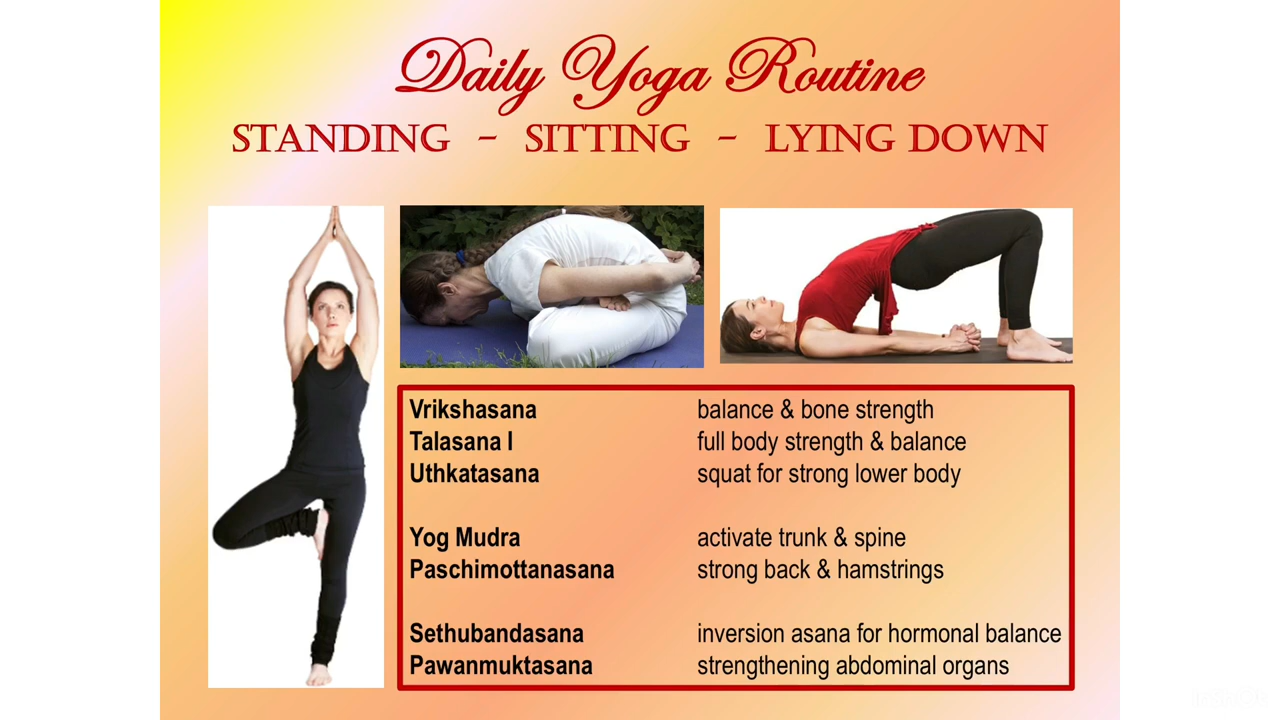 Daily Yoga Routine
STANDING - SITTING - LYING DOWN
Vrikshasana balance & bone strength
Talasana I full body strength & balance
Uthkatasana squat for strong lower body
Yog Mudra activate trunk & spine
Paschimottanasana strong back & hamstrings
Sethubandasana inversion asana for hormonal balance
Pawanmuktasana strengthening abdominal organs